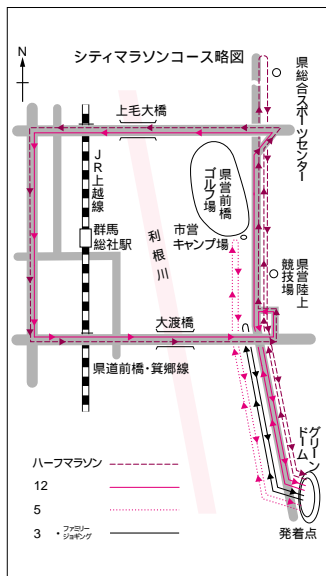 シティマラソンコース略図
N
上毛大橋
県総合スポーツセンター
JR上越線
県営前橋
ゴルフ場
群馬
総社駅
利根川
市営
キャンプ場
県営陸上
競技場
大渡橋
県道前橋・箕郷線
グリーン
ドーム
ハーフマラソン
12
5
3 ・ファミリー
ジョギング
発着点